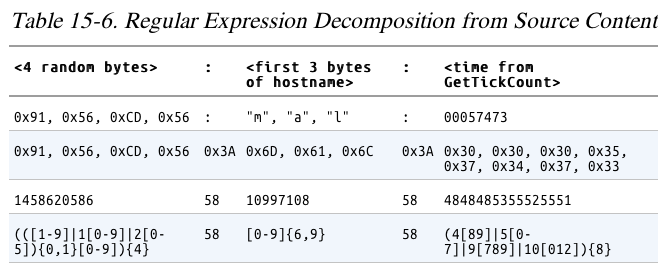 Table 15-6. Regular Expression Decomposition from Source Content
<4 random bytes> : <first 3 bytes of hostname> : <time from GetTickCount>
0x91, 0x56, 0xCD, 0x56 : "m", "a", "l" : 00057473
0x91, 0x56, 0xCD, 0x56 0x3A 0x6D, 0x61, 0x6C 0x3A 0x30, 0x30, 0x30, 0x35,
0x37, 0x34, 0x37, 0x33
1458620586 58 10997108 58 4848485355525551
(([1-9]|1[0-9]|2[0- 58 [0-9]{6,9} 58 (4[89]|5[0-
5]){0,1}[0-9]){4} 7]|9[789]|10[012]){8}